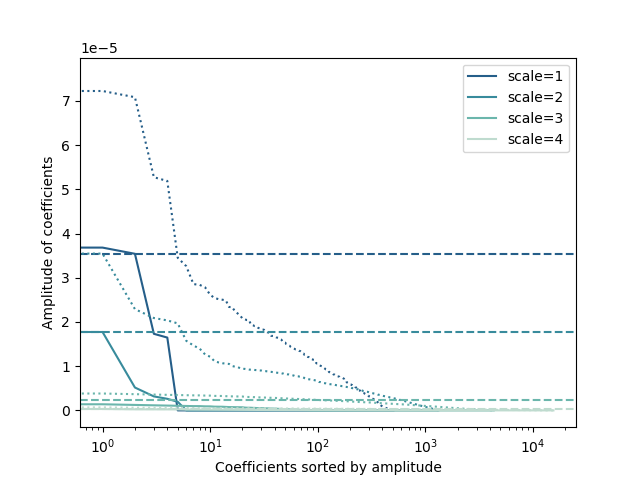 1e−5
7
6
5
4
3
2
1
0
Amplitude of coefficients
scale=1
scale=2
scale=3
scale=4
10⁰ 10¹ 10² 10³ 10⁴
Coefficients sorted by amplitude